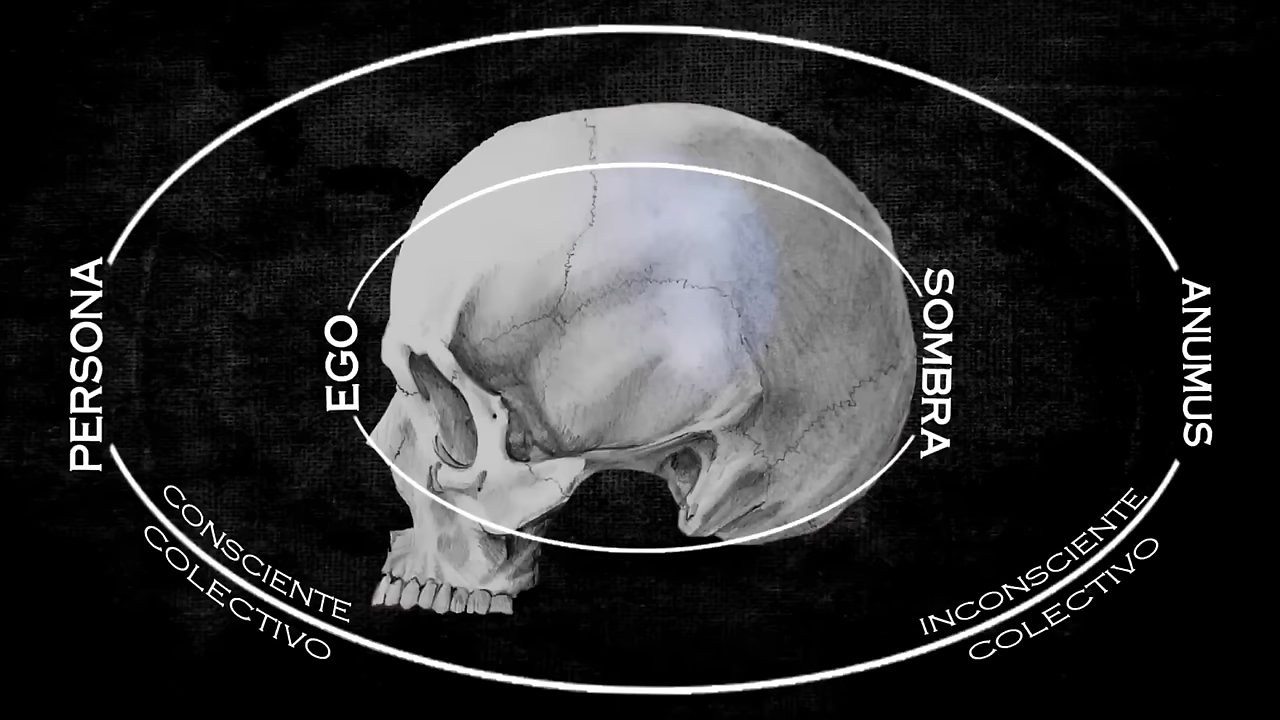 PERSONA
EGO
SOMBRA
ANUMUS
CONSCIENTE
COLECTIVO
INCONSCIENTE
COLECTIVO